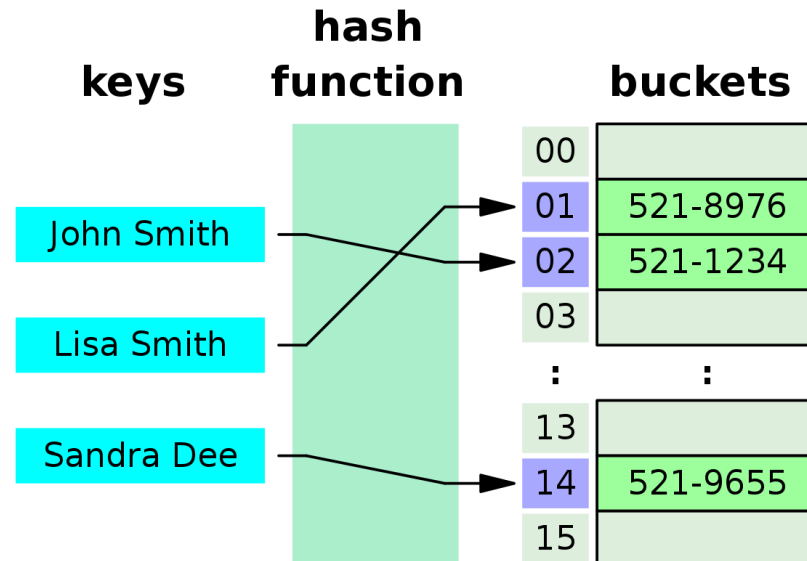 hash
keys function buckets
00
01 521-8976
John Smith
02 521-1234
03
Lisa Smith
: :
13
Sandra Dee
14 521-9655
15